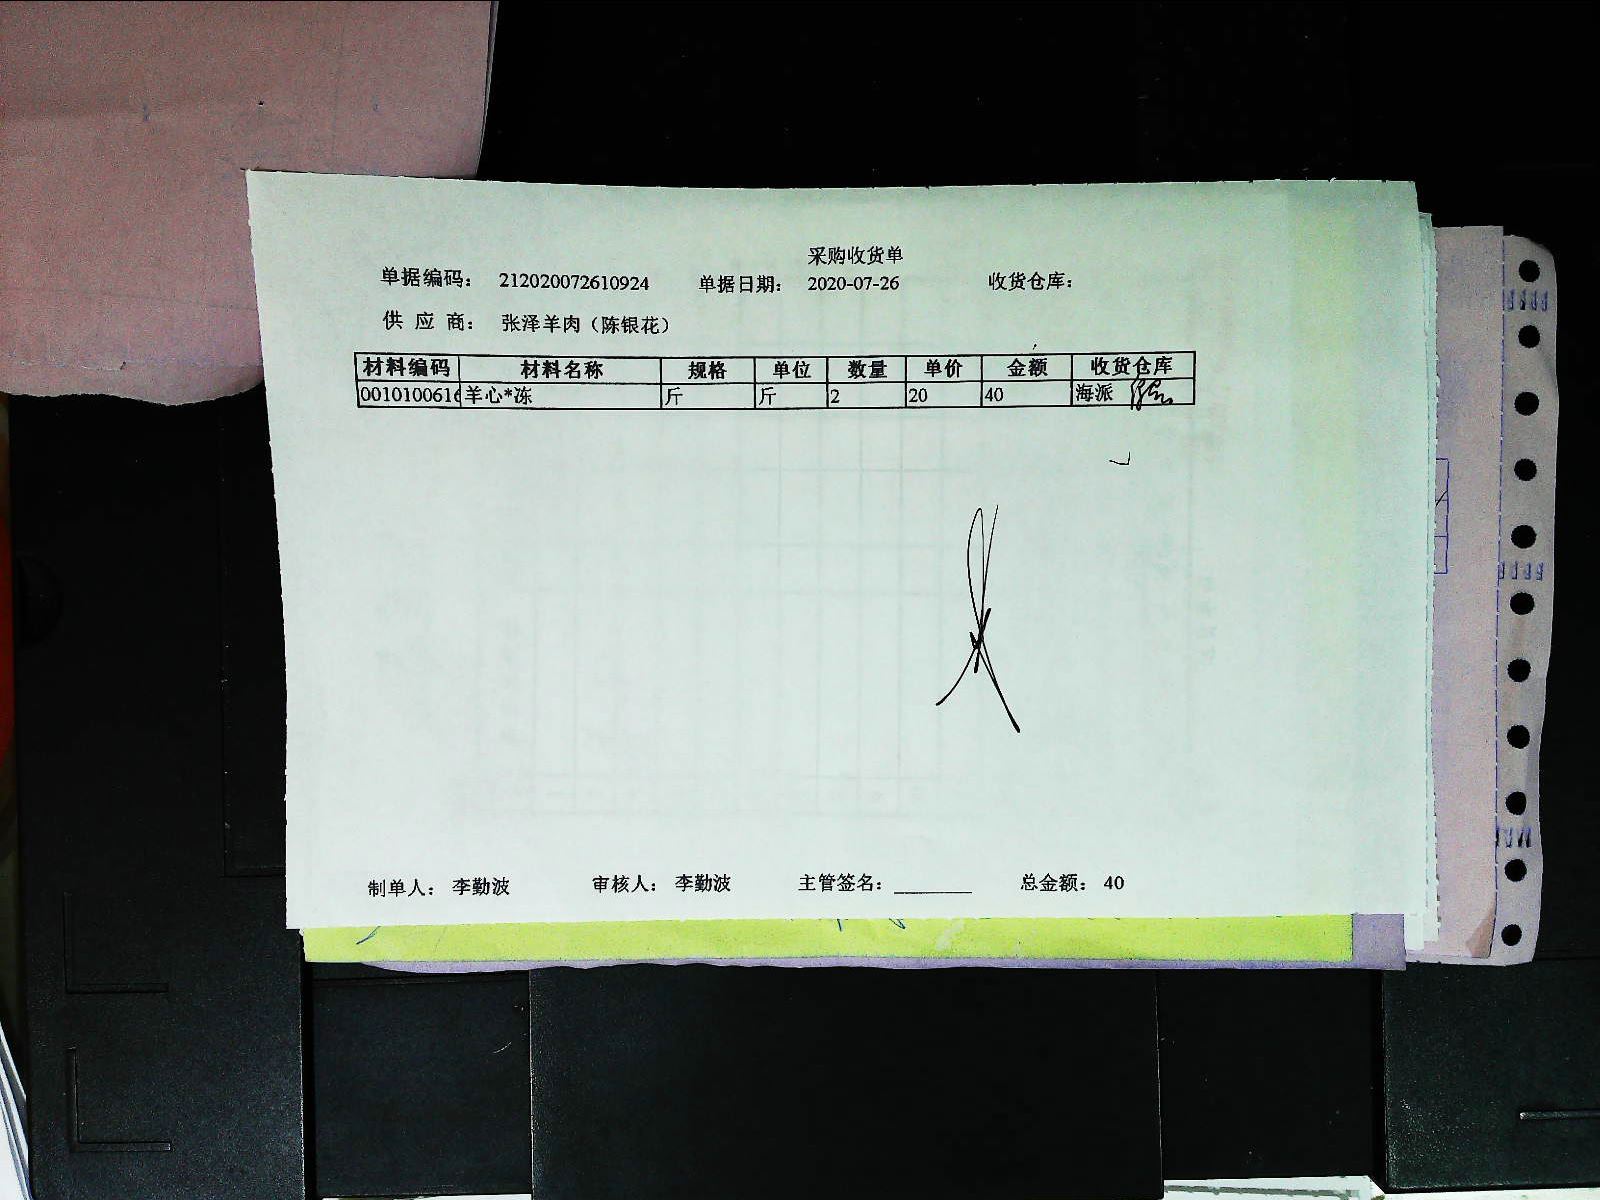 采购收货单
单据编码： 212020072610924 单据日期： 2020-07-26 收货仓库：
供 应 商： 张泽羊肉（陈银花）
材料编码 材料名称 规格 单位 数量 单价 金额 收货仓库
0010100616 羊心*冻 斤 斤 2 20 40 海派
制单人： 李勤波 审核人： 李勤波 主管签名：________ 总金额： 40